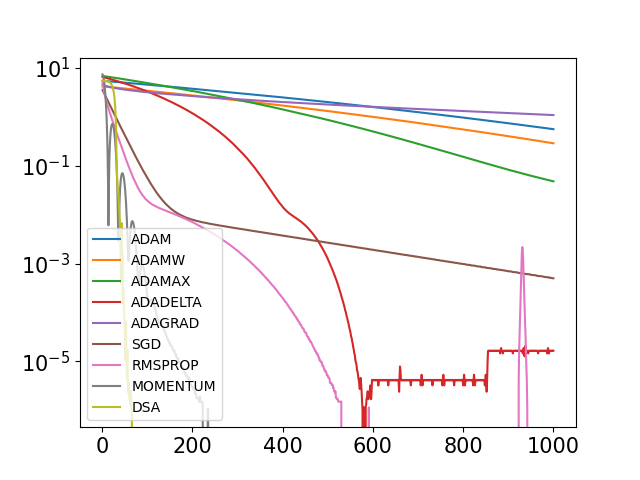 10^1
10^-1
10^-3
10^-5
ADAM
ADAMW
ADAMAX
ADADELTA
ADAGRAD
SGD
RMSPROP
MOMENTUM
DSA
0 200 400 600 800 1000